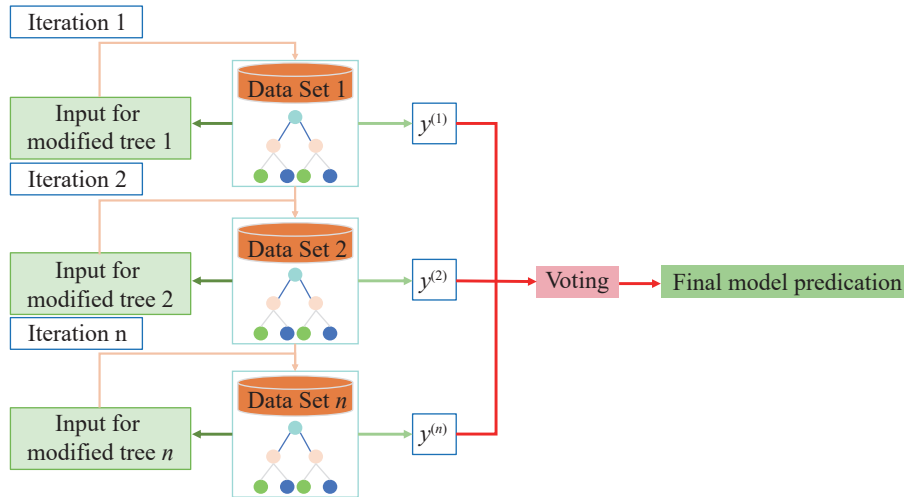 Iteration 1
Data Set 1
Input for
modified tree 1
y(1)
Iteration 2
Data Set 2
Input for
modified tree 2
y(2)
Voting
Final model predication
Iteration n
Data Set n
Input for
modified tree n
y(n)